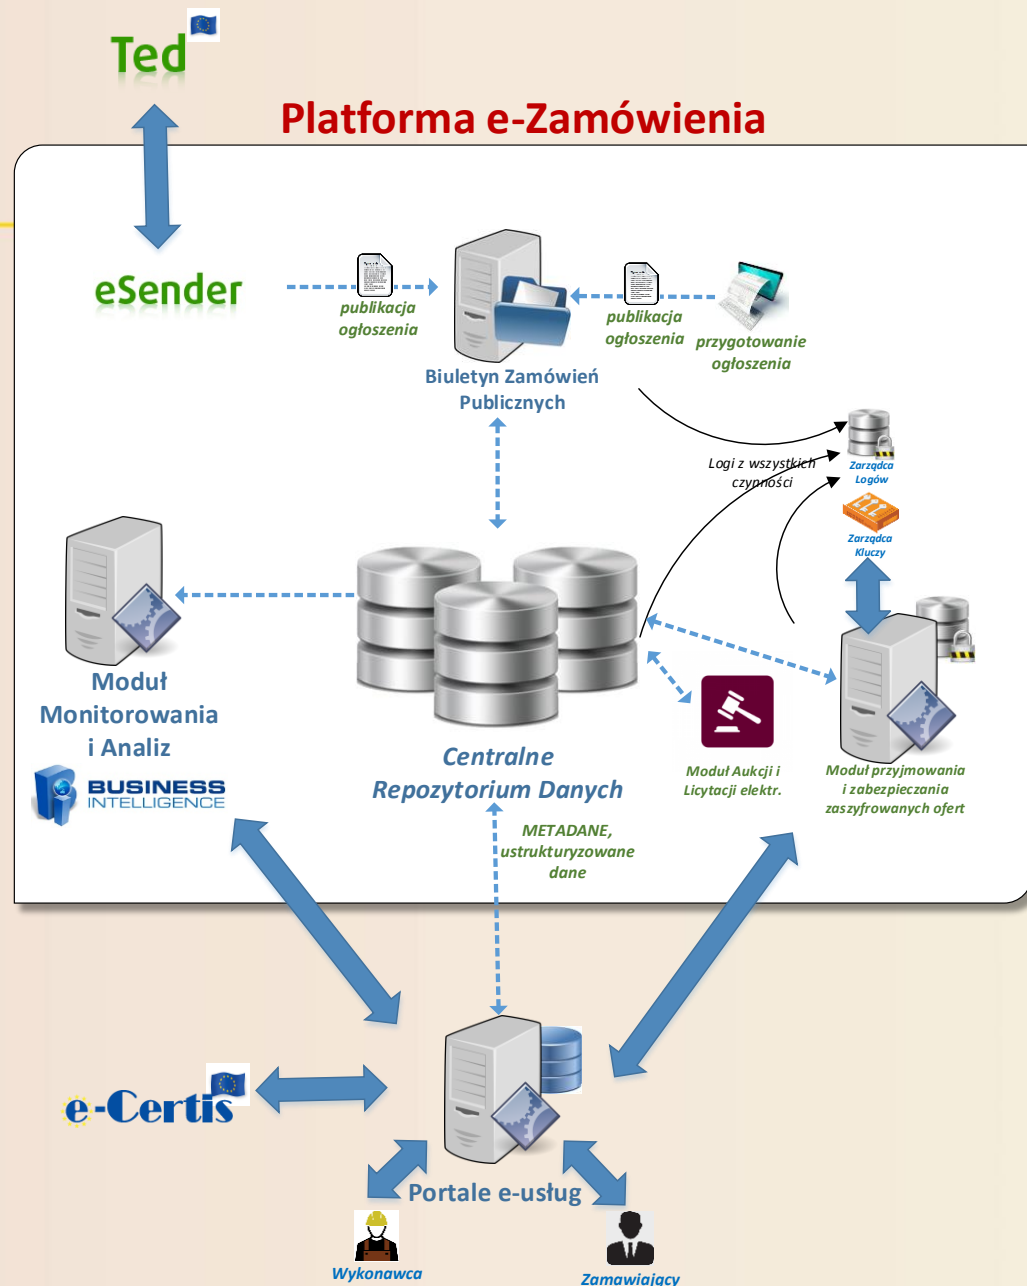 Ted
Platforma e-Zamówienia
eSender
publikacja
ogłoszenia
publikacja
ogłoszenia
przygotowanie
ogłoszenia
Biuletyn Zamówień
Publicznych
Logi z wszystkich
czynności
Zarządca
Logów
Zarządca
Kluczy
Moduł
Monitorowania
i Analiz
BUSINESS
INTELLIGENCE
Centralne
Repozytorium Danych
Moduł Aukcji i
Licytacji elektr.
Moduł przyjmowania
i zabezpieczania
zaszyfrowanych ofert
METADANE,
ustrukturyzowane
dane
e-Certis
Portale e-usług
Wykonawca
Zamawiający